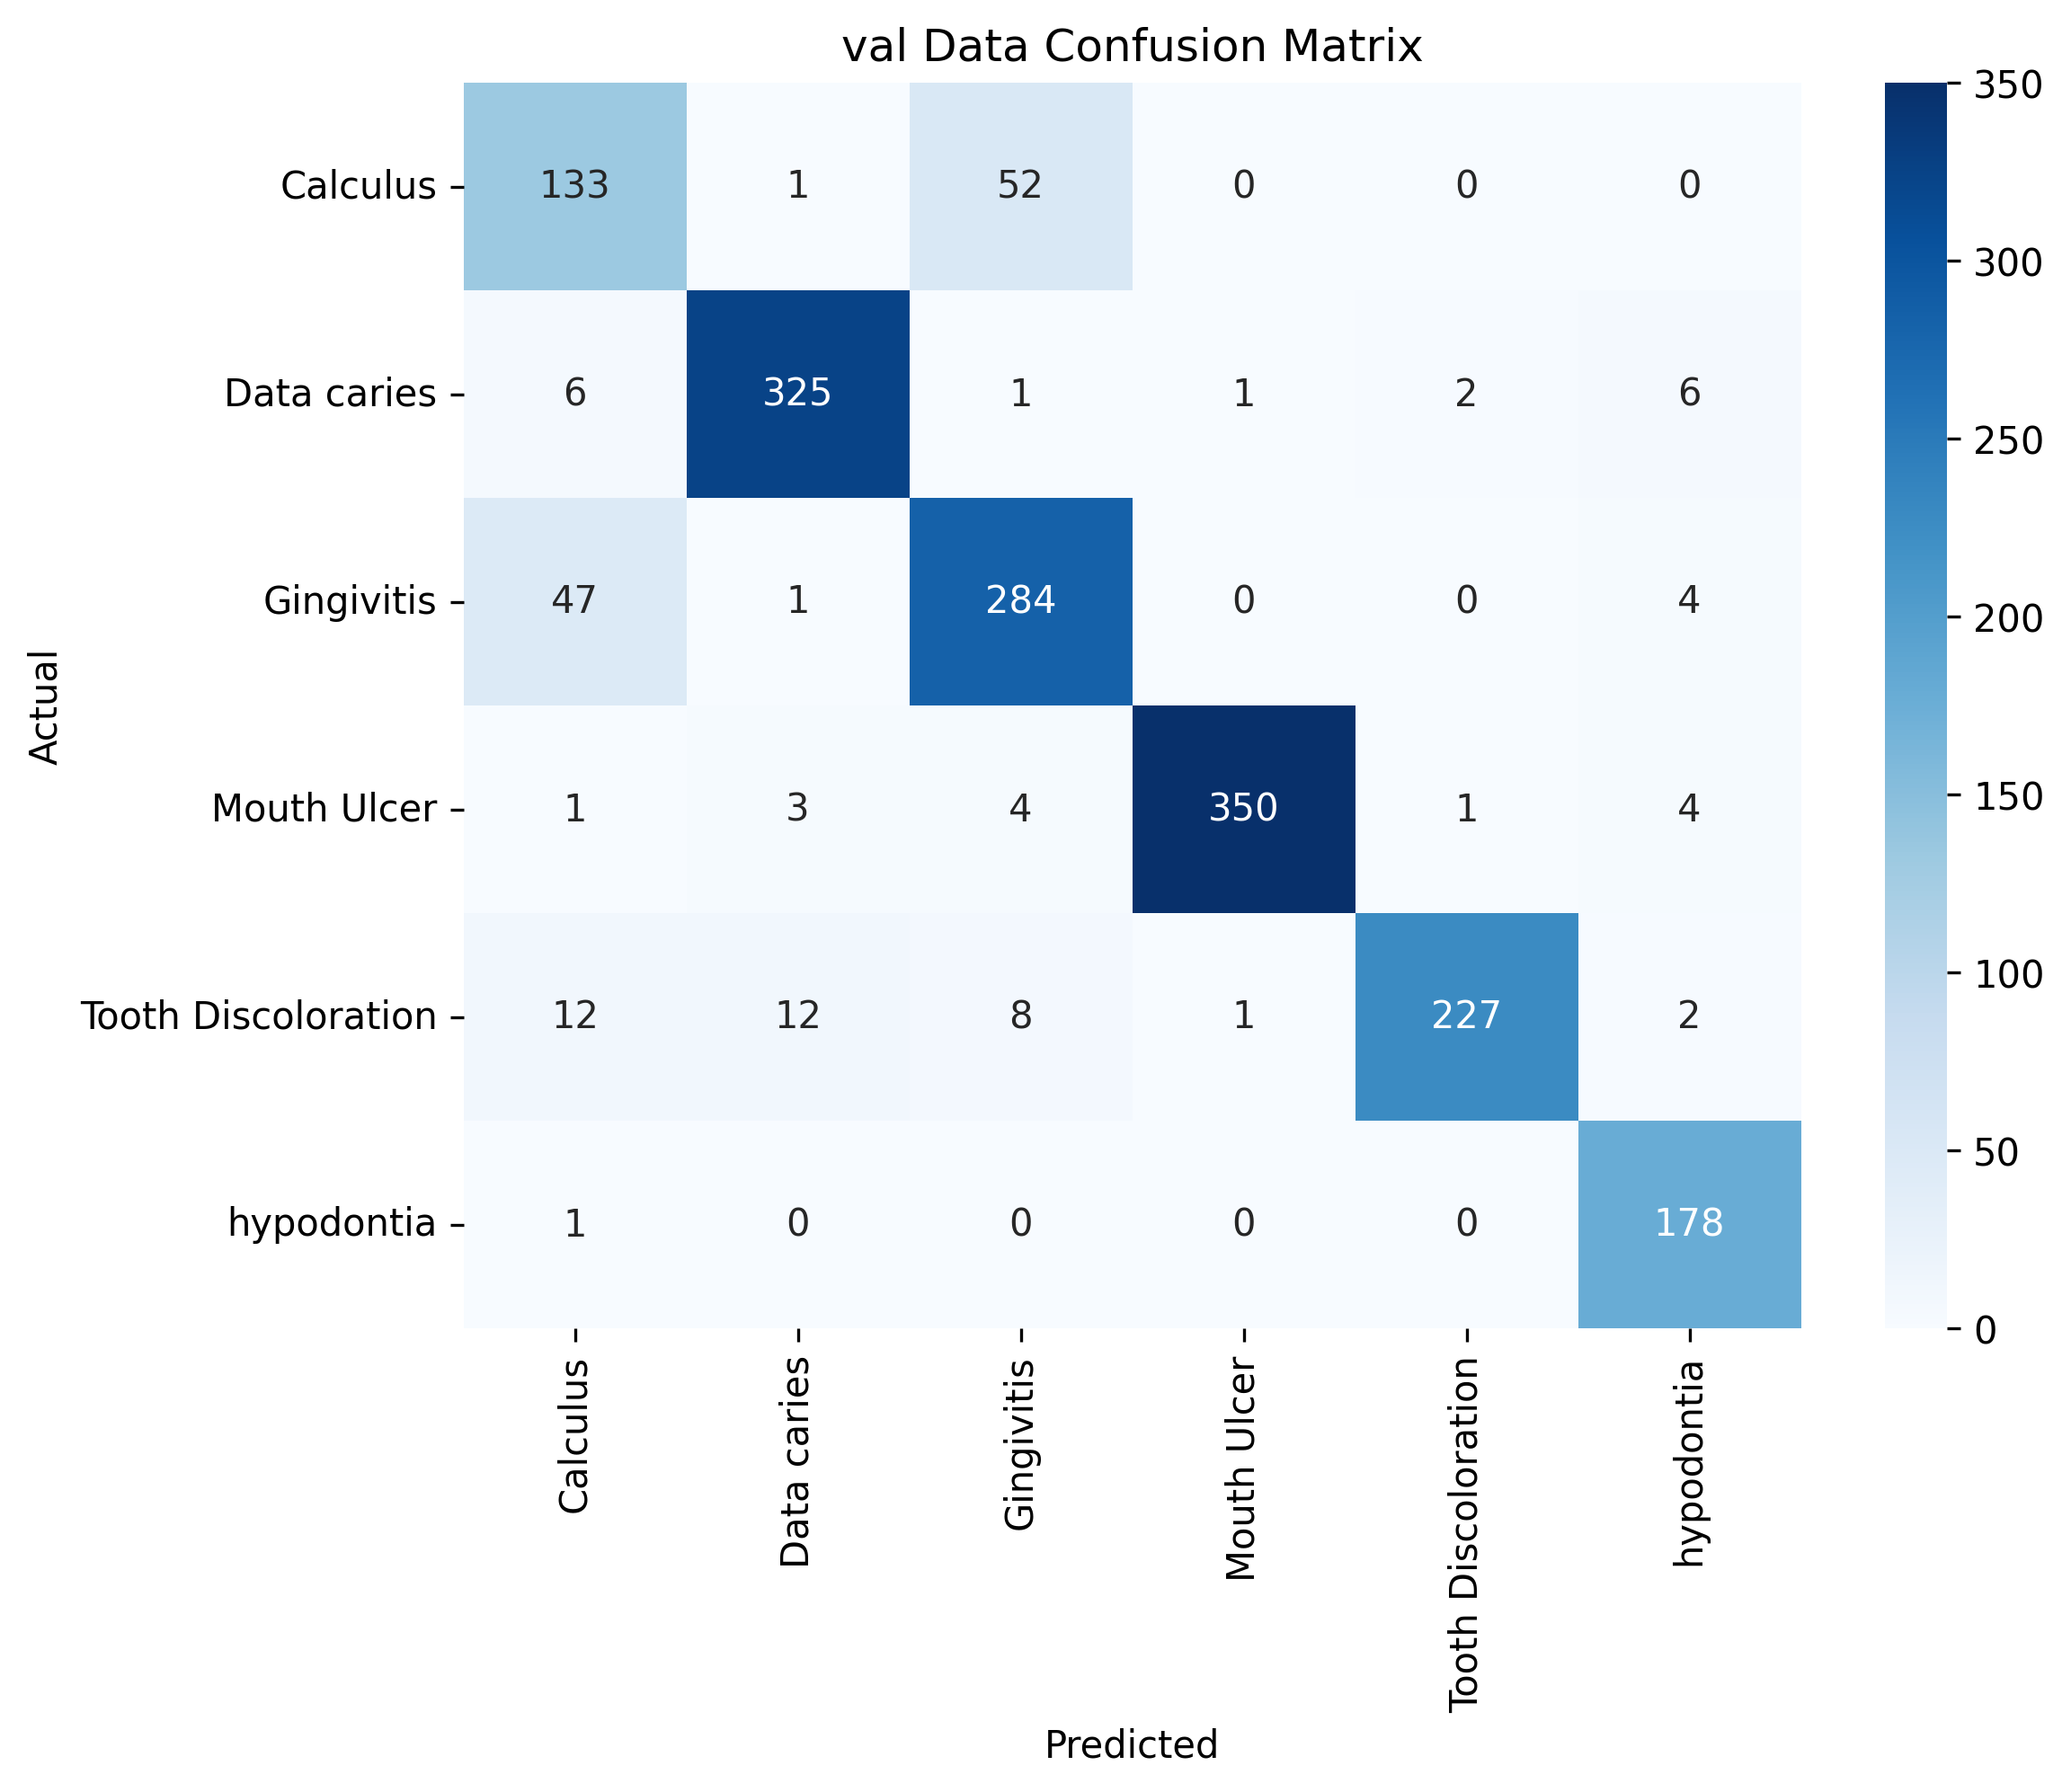 val Data Confusion Matrix
Actual
Calculus 133 1 52 0 0 0
Data caries 6 325 1 1 2 6
Gingivitis 47 1 284 0 0 4
Mouth Ulcer 1 3 4 350 1 4
Tooth Discoloration 12 12 8 1 227 2
hypodontia 1 0 0 0 0 178
Calculus
Data caries
Gingivitis
Mouth Ulcer
Tooth Discoloration
hypodontia
Predicted
350
300
250
200
150
100
50
0